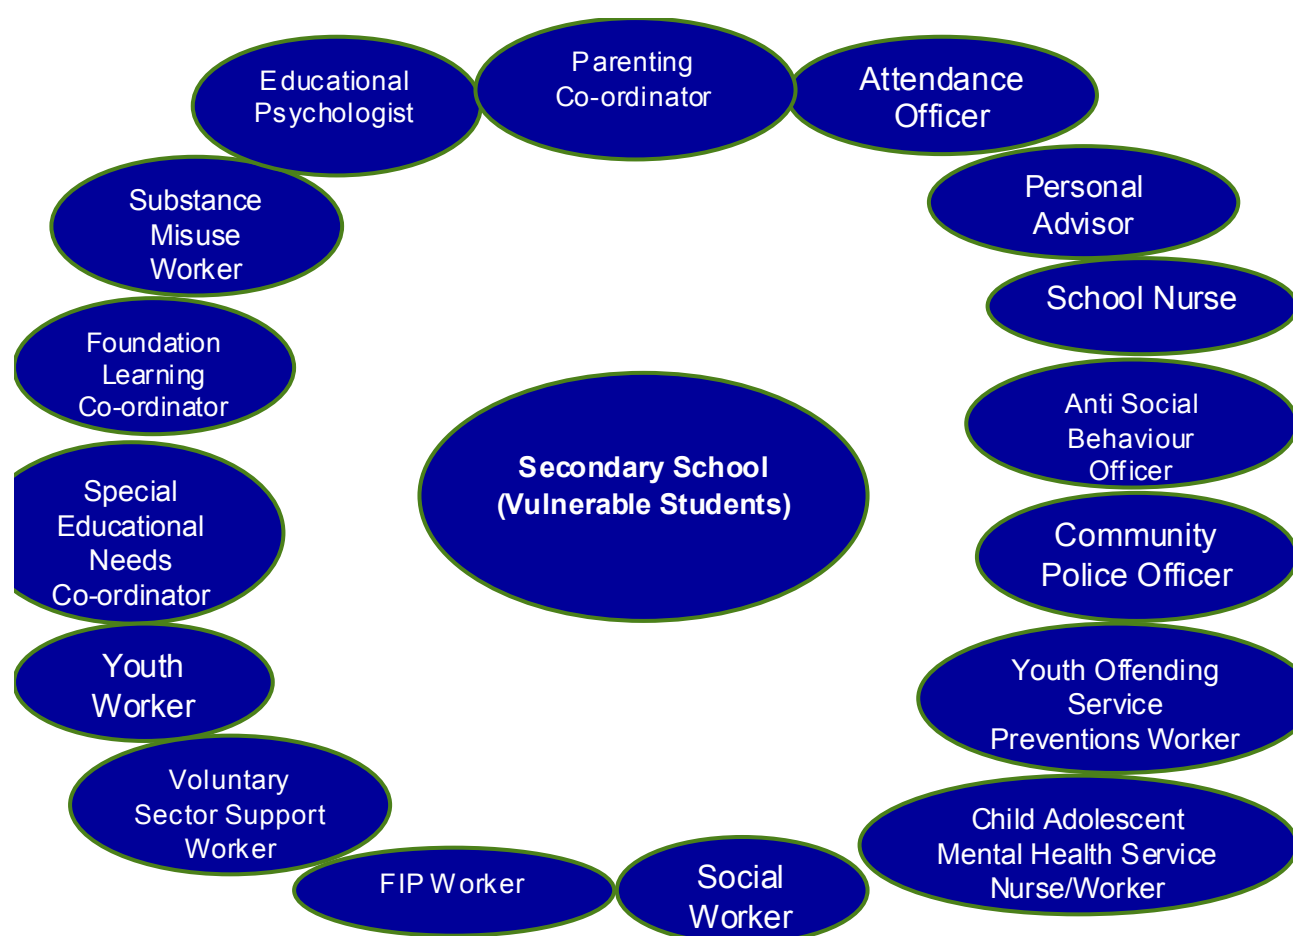 Educational
Psychologist
Parenting
Co-ordinator
Attendance
Officer
Personal
Advisor
School Nurse
Anti Social
Behaviour
Officer
Community
Police Officer
Youth Offending
Service
Preventions Worker
Child Adolescent
Mental Health Service
Nurse/Worker
Social
Worker
FIP Worker
Voluntary
Sector Support
Worker
Youth
Worker
Special
Educational
Needs
Co-ordinator
Foundation
Learning
Co-ordinator
Substance
Misuse
Worker
Secondary School
(Vulnerable Students)